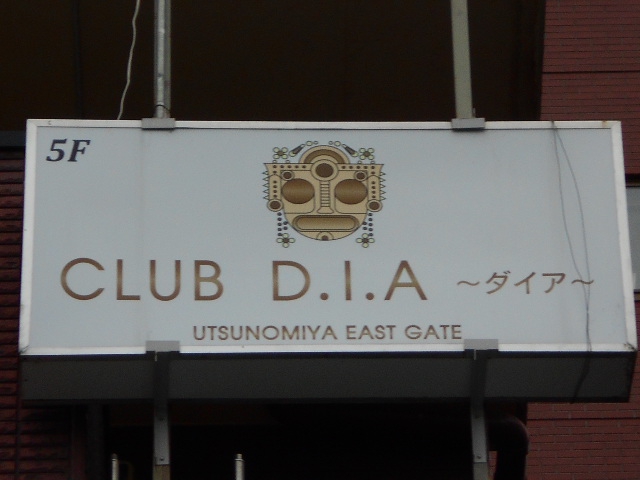 5F
CLUB D.I.A ～ダイア～
UTSUNOMIYA EAST GATE